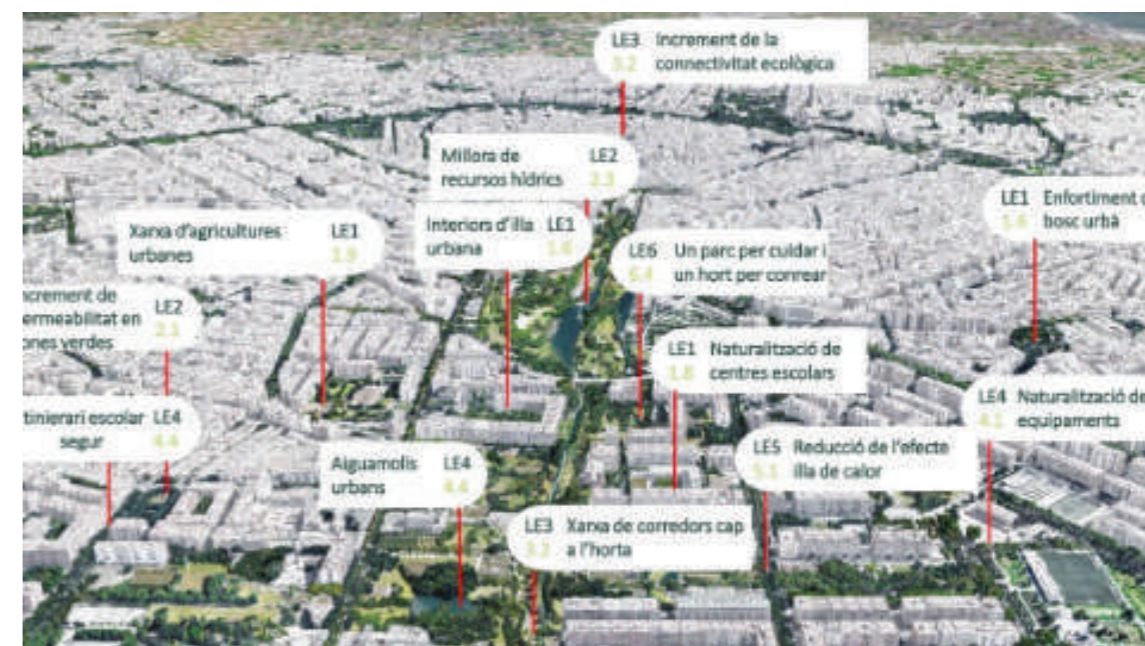 LE3 Increment de la
3.2 connectivitat ecològica
Millora de LE2
recursos hídrics 2.3
LE1 Enfortiment
1.4 bosc urbà
Xarxa d'agricultures LE1
urbanes 1.9
Interiors d'illa LE1
urbana 1.6
LE6 Un parc per cuidar i
6.4 un hort per conrear
ncrement de LE2
ermeabilitat en 2.1
ones verdes
LE1 Naturalització de
1.8 centres escolars
tinierari escolar LE4
segur 4.4
LE4 Naturalització de
4.1 equipaments
Aiguamolls LE4
urbans 4.4
LE5 Reducció de l'efecte
5.1 illa de calor
LE3 Xarxa de corredors cap
3.2 a l'horta